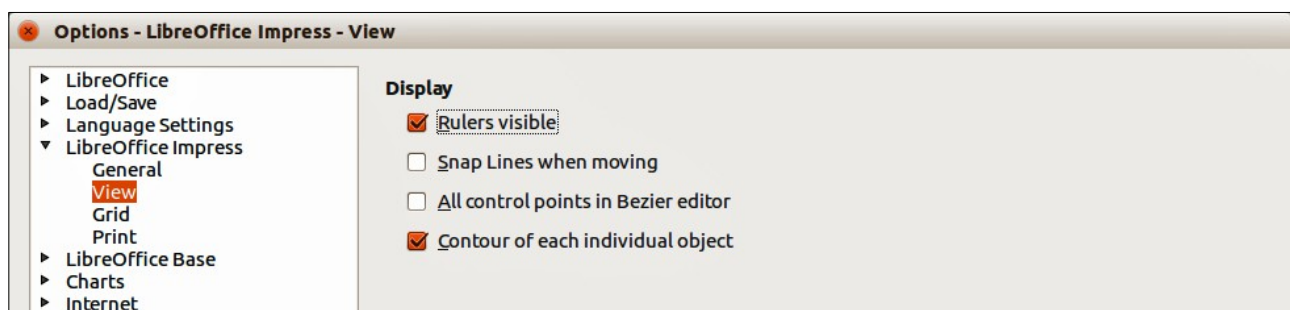 Options - LibreOffice Impress - View
LibreOffice
Load/Save
Language Settings
LibreOffice Impress
General
View
Grid
Print
LibreOffice Base
Charts
Internet
Display
Rulers visible
Snap Lines when moving
All control points in Bezier editor
Contour of each individual object